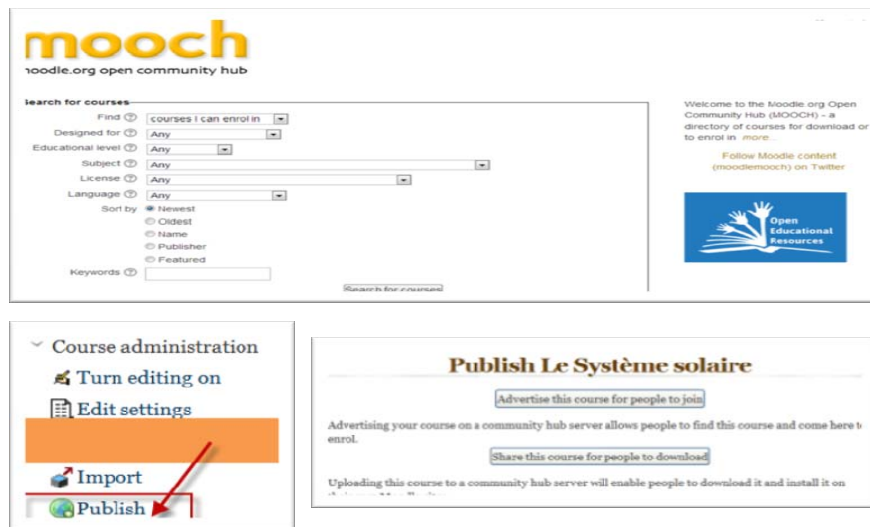 mooch
moodle.org open community hub
Search for courses
Find courses I can enrol in
Designed for Any
Educational level Any
Subject Any
License Any
Language Any
Sort by Newest
Oldest
Name
Publisher
Featured
Keywords
Search for courses
Welcome to the Moodle.org Open
Community Hub (MOOCH) - a
directory of courses for download or
to enrol in more...
Follow Moodle content
(moodlemooch) on Twitter
Open
Educational
Resources
Course administration
Turn editing on
Edit settings
Import
Publish
Publish Le Système solaire
Advertise this course for people to join
Advertising your course on a community hub server allows people to find this course and come here to
enrol.
Share this course for people to download
Uploading this course to a community hub server will enable people to download it and install it on